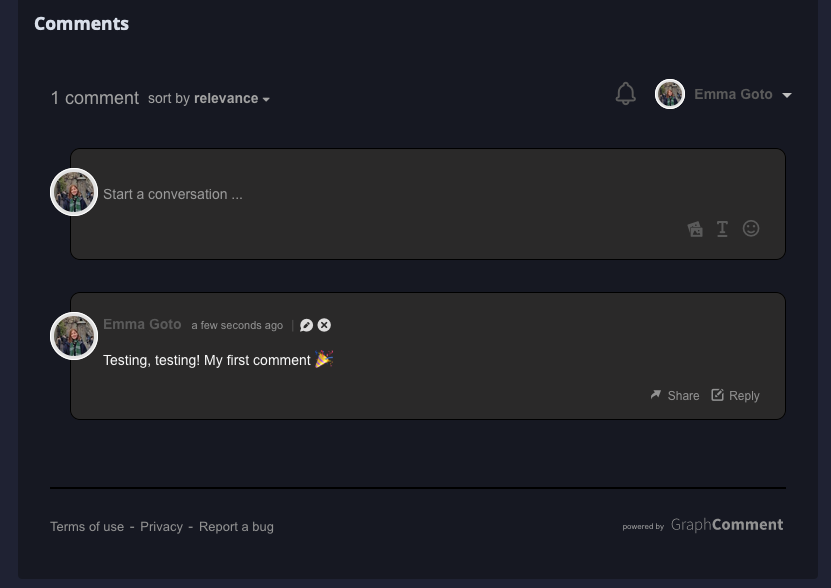 Comments
1 comment sort by relevance
Emma Goto
Start a conversation ...
Emma Goto a few seconds ago |
Testing, testing! My first comment 🎉
Share Reply
Terms of use - Privacy - Report a bug
powered by GraphComment